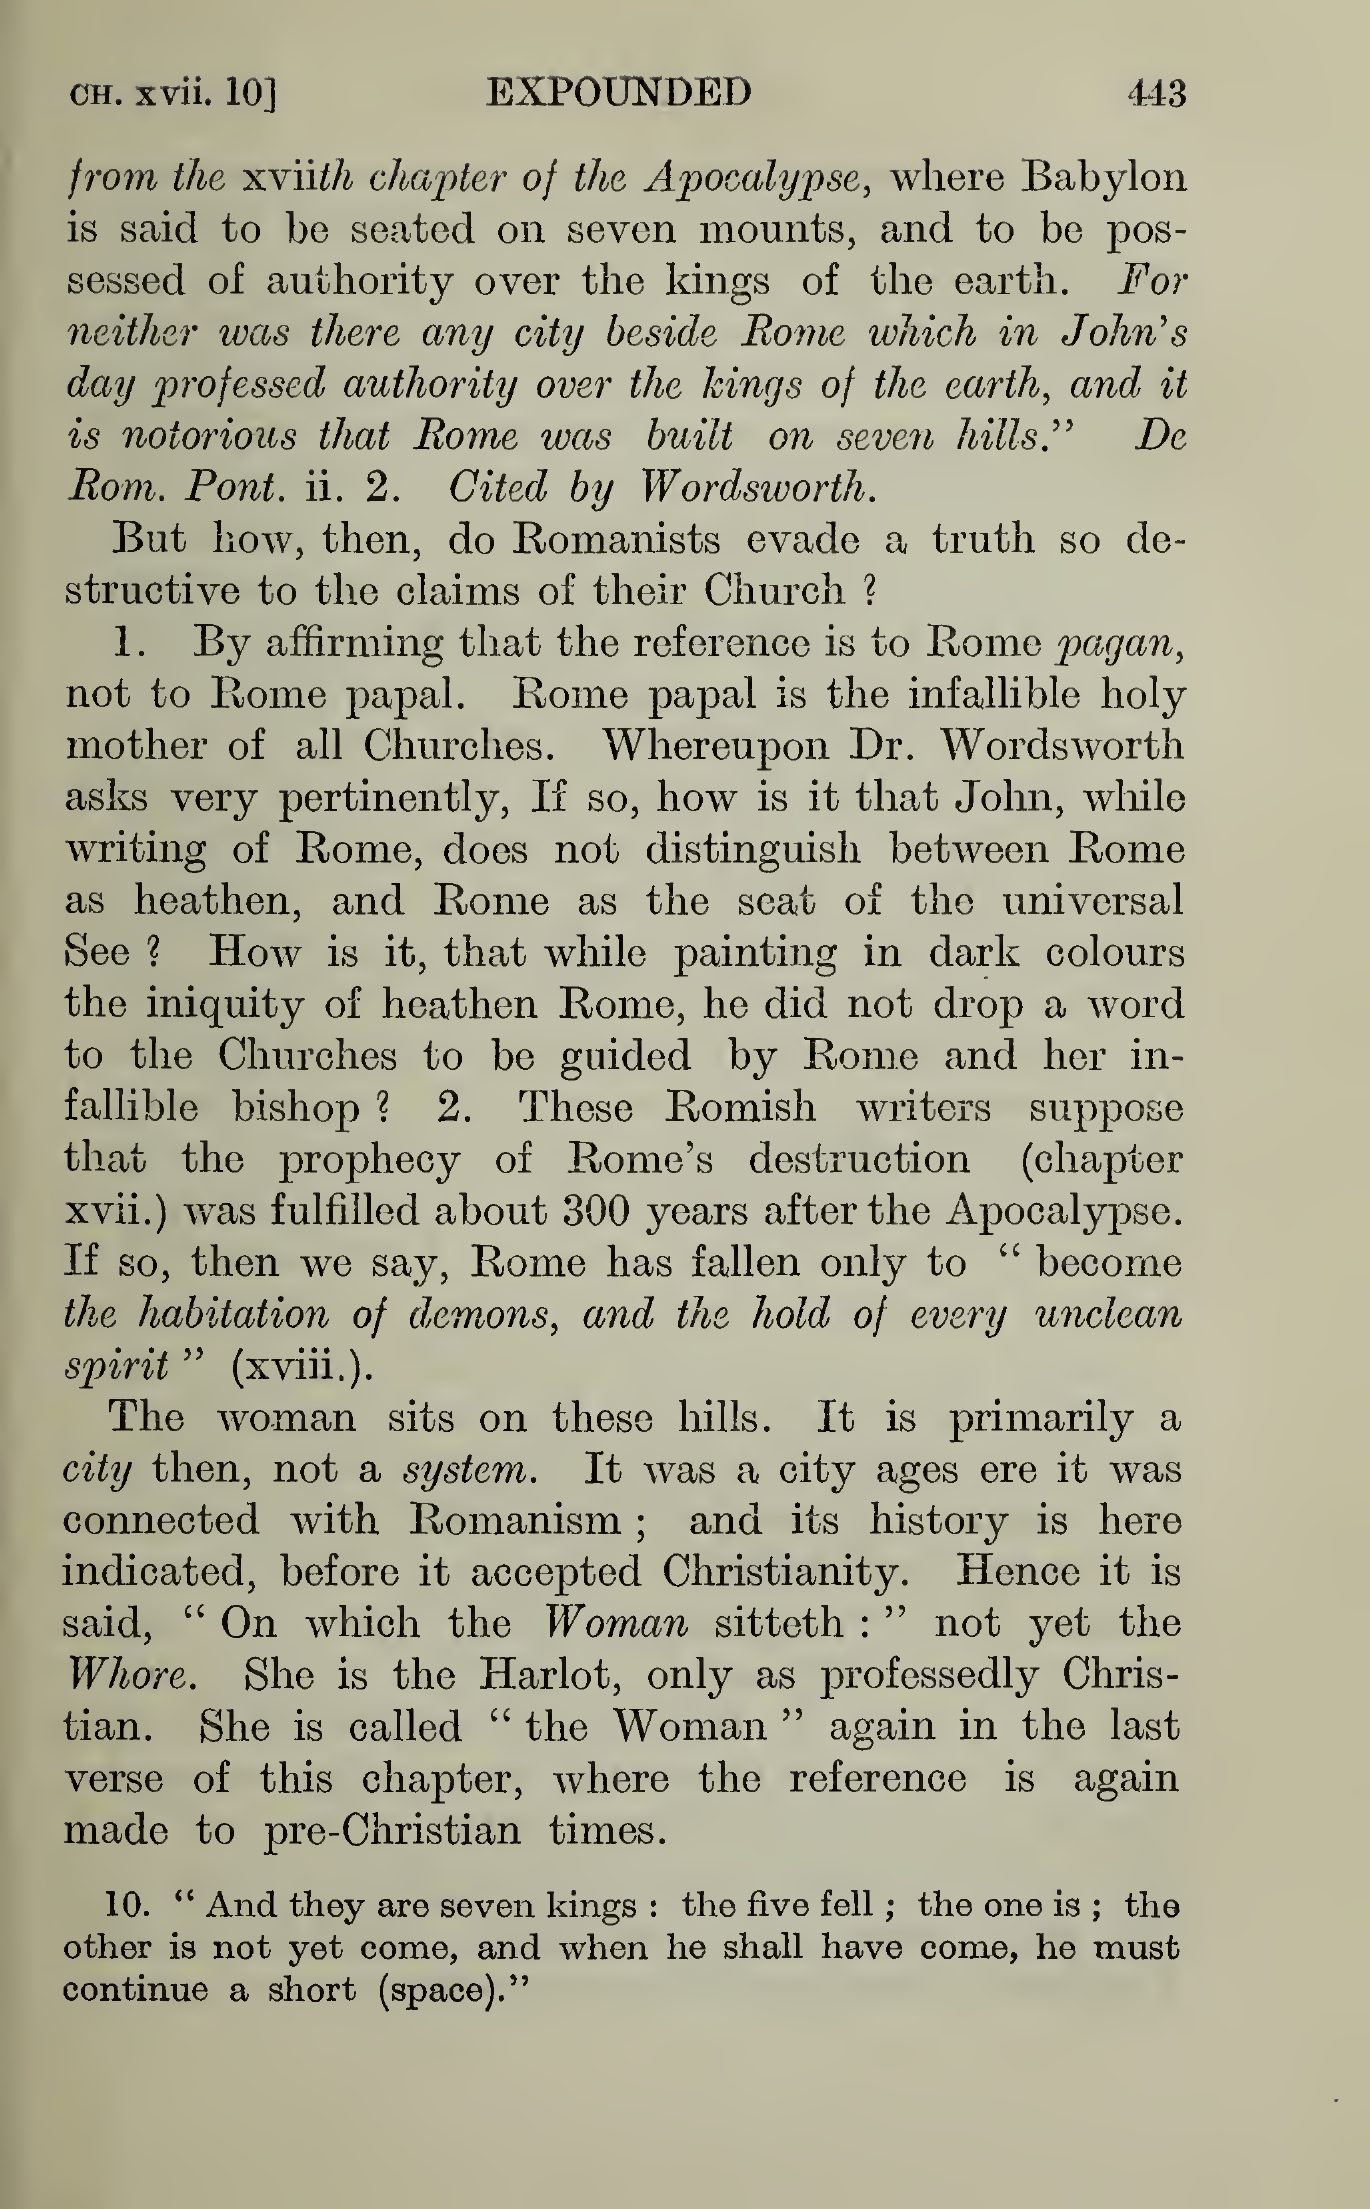 CH. xvii. 10] EXPOUNDED 443
from the xviith chapter of the Apocalypse, where Babylon
is said to be seated on seven mounts, and to be pos-
sessed of authority over the kings of the earth. For
neither was there any city beside Rome which in John's
day professed authority over the kings of the earth, and it
is notorious that Rome was built on seven hills." De
Rom. Pont. ii. 2. Cited by Wordsworth.
But how, then, do Romanists evade a truth so de-
structive to the claims of their Church ?
1. By affirming that the reference is to Rome pagan,
not to Rome papal. Rome papal is the infallible holy
mother of all Churches. Whereupon Dr. Wordsworth
asks very pertinently, If so, how is it that John, while
writing of Rome, does not distinguish between Rome
as heathen, and Rome as the seat of the universal
See ? How is it, that while painting in dark colours
the iniquity of heathen Rome, he did not drop a word
to the Churches to be guided by Rome and her in-
fallible bishop ? 2. These Romish writers suppose
that the prophecy of Rome's destruction (chapter
xvii.) was fulfilled about 300 years after the Apocalypse.
If so, then we say, Rome has fallen only to " become
the habitation of demons, and the hold of every unclean
spirit " (xviii.).
The woman sits on these hills. It is primarily a
city then, not a system. It was a city ages ere it was
connected with Romanism ; and its history is here
indicated, before it accepted Christianity. Hence it is
said, " On which the Woman sitteth : " not yet the
Whore. She is the Harlot, only as professedly Chris-
tian. She is called " the Woman " again in the last
verse of this chapter, where the reference is again
made to pre-Christian times.
10. " And they are seven kings : the five fell ; the one is ; the
other is not yet come, and when he shall have come, he must
continue a short (space)."